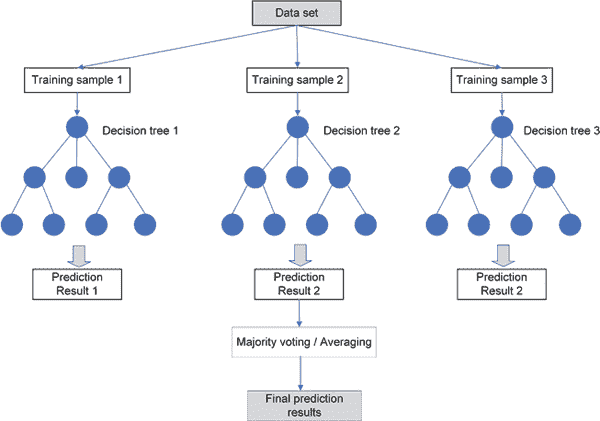 Data set
Training sample 1
Training sample 2
Training sample 3
Decision tree 1
Decision tree 2
Decision tree 3
Prediction
Result 1
Prediction
Result 2
Prediction
Result 2
Majority voting / Averaging
Final prediction
results